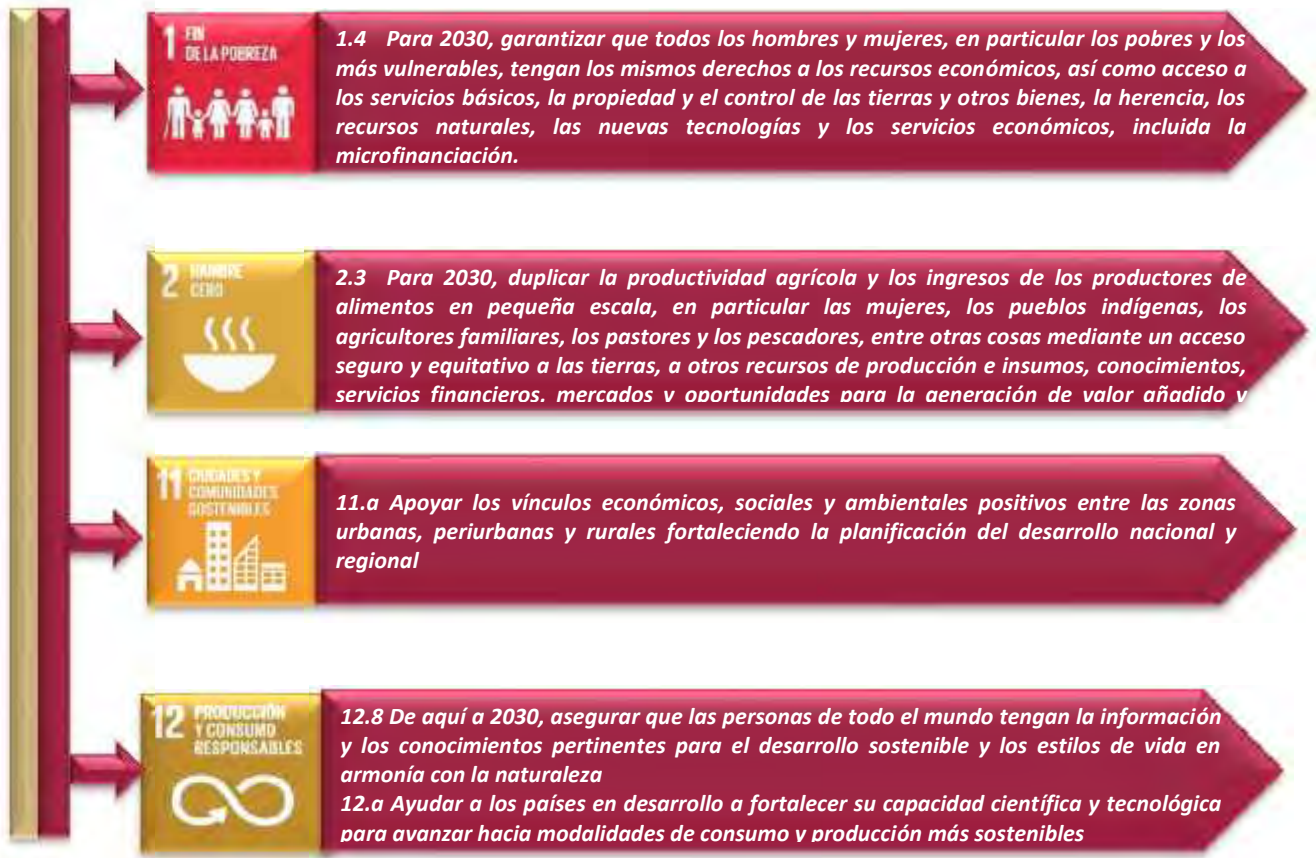 1 FIN
DE LA POBREZA
1.4 Para 2030, garantizar que todos los hombres y mujeres, en particular los pobres y los
más vulnerables, tengan los mismos derechos a los recursos económicos, así como acceso a
los servicios básicos, la propiedad y el control de las tierras y otros bienes, la herencia, los
recursos naturales, las nuevas tecnologías y los servicios económicos, incluida la
microfinanciación.
2 HAMBRE
CERO
2.3 Para 2030, duplicar la productividad agrícola y los ingresos de los productores de
alimentos en pequeña escala, en particular las mujeres, los pueblos indígenas, los
agricultores familiares, los pastores y los pescadores, entre otras cosas mediante un acceso
seguro y equitativo a las tierras, a otros recursos de producción e insumos, conocimientos,
servicios financieros, mercados y oportunidades para la generación de valor añadido y
11 CIUDADES Y
COMUNIDADES
SOSTENIBLES
11.a Apoyar los vínculos económicos, sociales y ambientales positivos entre las zonas
urbanas, periurbanas y rurales fortaleciendo la planificación del desarrollo nacional y
regional
12 PRODUCCIÓN
Y CONSUMO
RESPONSABLES
12.8 De aquí a 2030, asegurar que las personas de todo el mundo tengan la información
y los conocimientos pertinentes para el desarrollo sostenible y los estilos de vida en
armonía con la naturaleza
12.a Ayudar a los países en desarrollo a fortalecer su capacidad científica y tecnológica
para avanzar hacia modalidades de consumo y producción más sostenibles